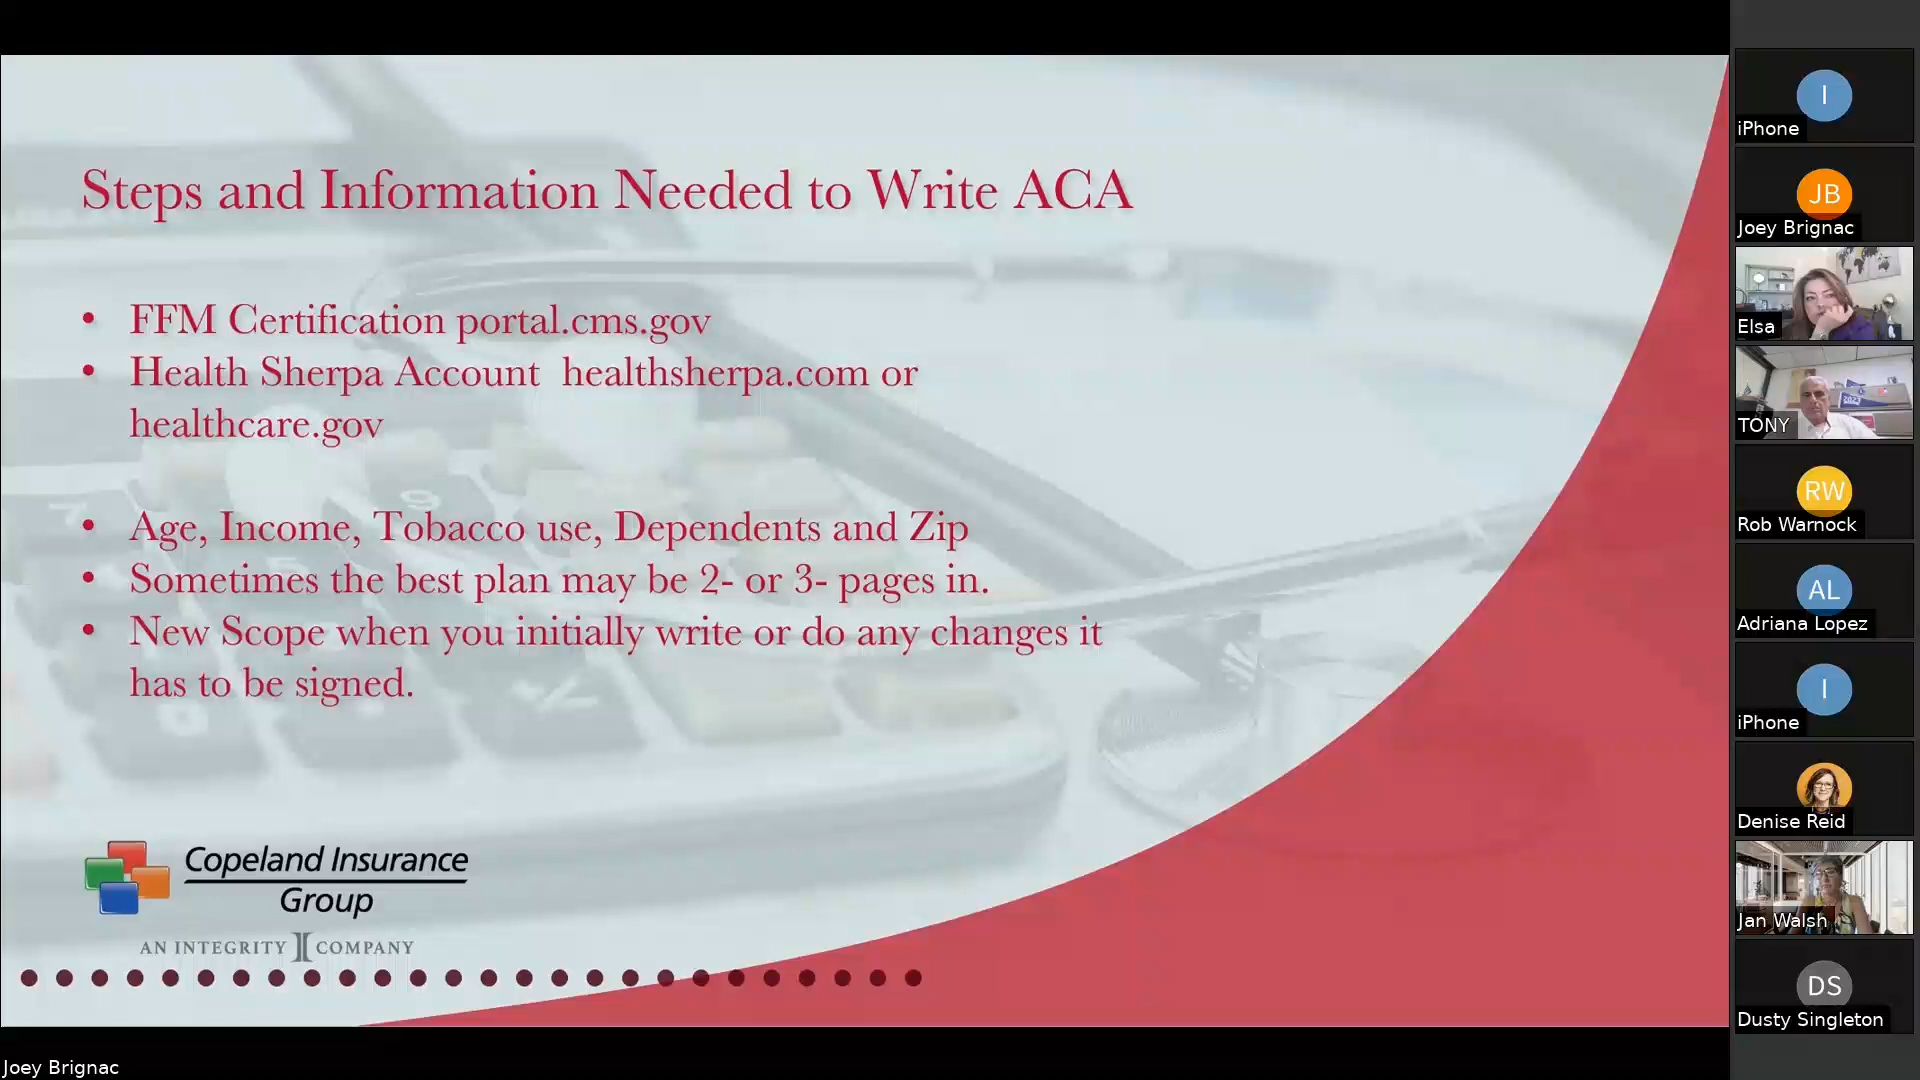 Steps and Information Needed to Write ACA
• FFM Certification portal.cms.gov
• Health Sherpa Account  healthsherpa.com or
healthcare.gov
• Age, Income, Tobacco use, Dependents and Zip
• Sometimes the best plan may be 2- or 3- pages in.
• New Scope when you initially write or do any changes it
has to be signed.
Copeland Insurance
Group
AN INTEGRITY COMPANY
Joey Brignac
I
iPhone
JB
Joey Brignac
Elsa
TONY
RW
Rob Warnock
AL
Adriana Lopez
I
iPhone
Denise Reid
Jan Walsh
DS
Dusty Singleton